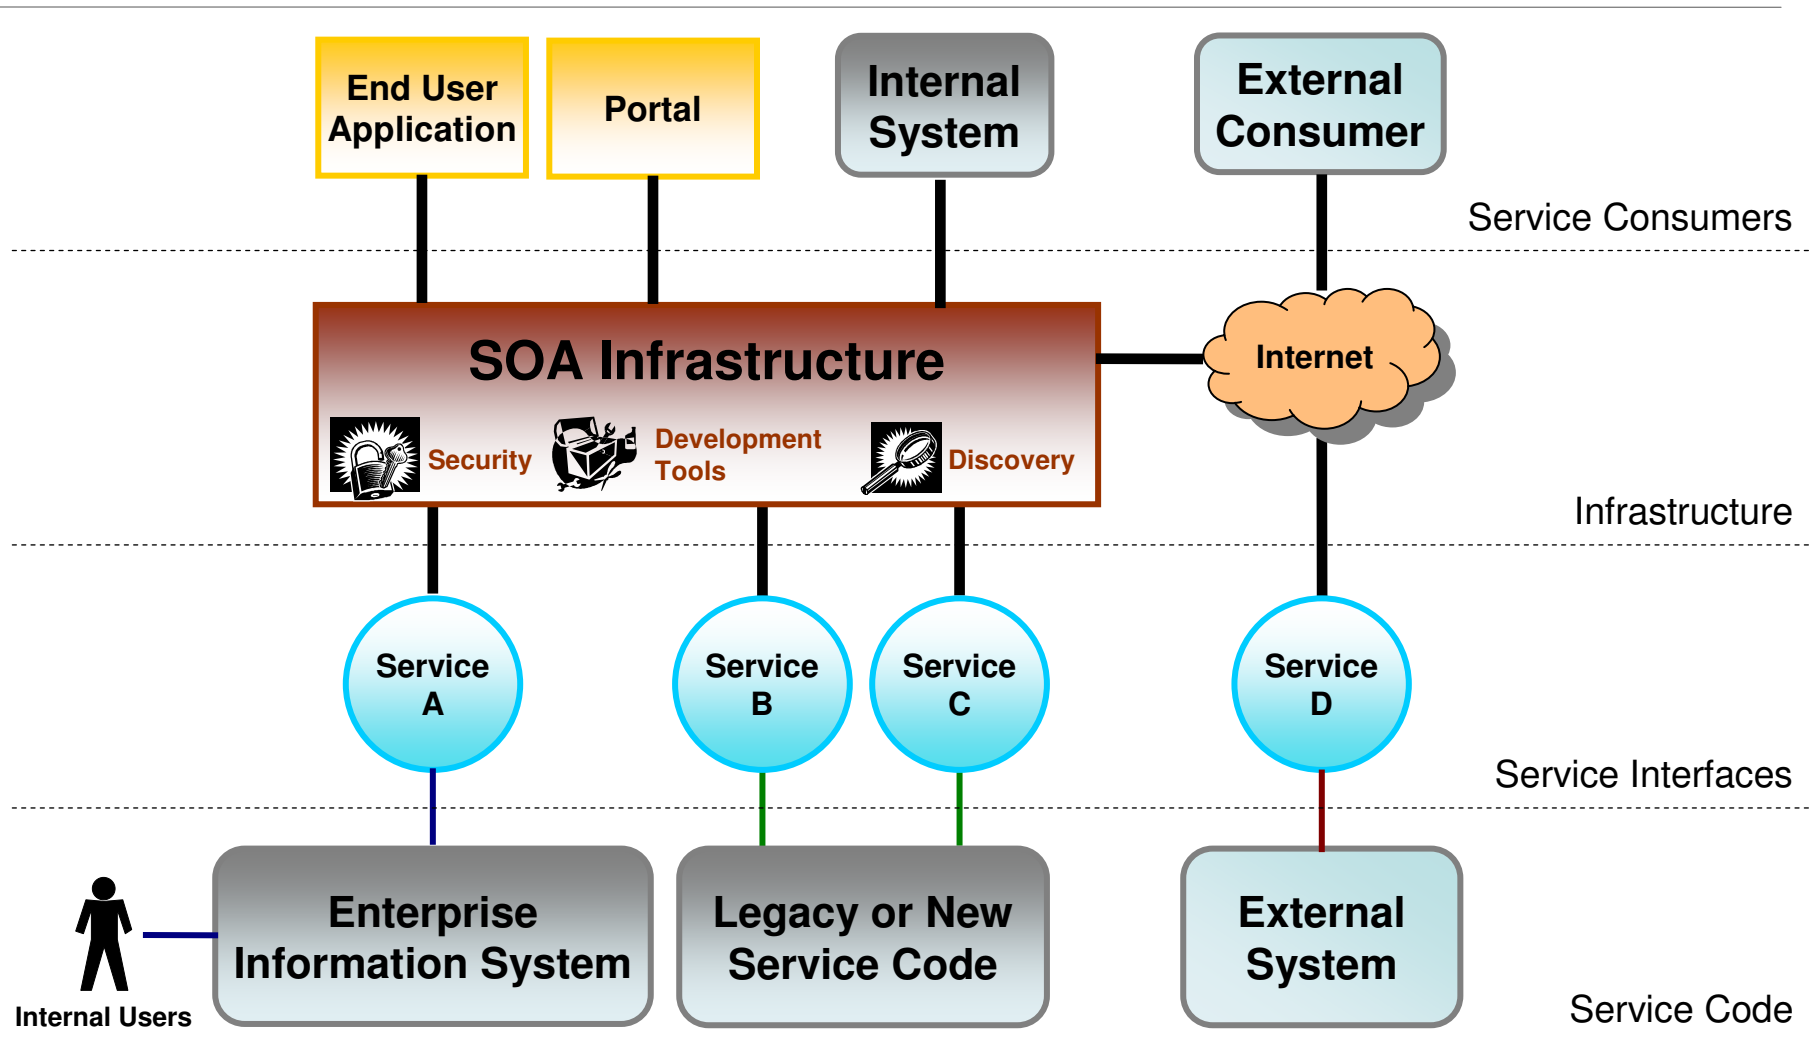 End User
Application
Portal
Internal
System
External
Consumer
Service Consumers
SOA Infrastructure
Internet
Security
Development
Tools
Discovery
Infrastructure
Service
A
Service
B
Service
C
Service
D
Service Interfaces
Enterprise
Information System
Legacy or New
Service Code
External
System
Internal Users
Service Code